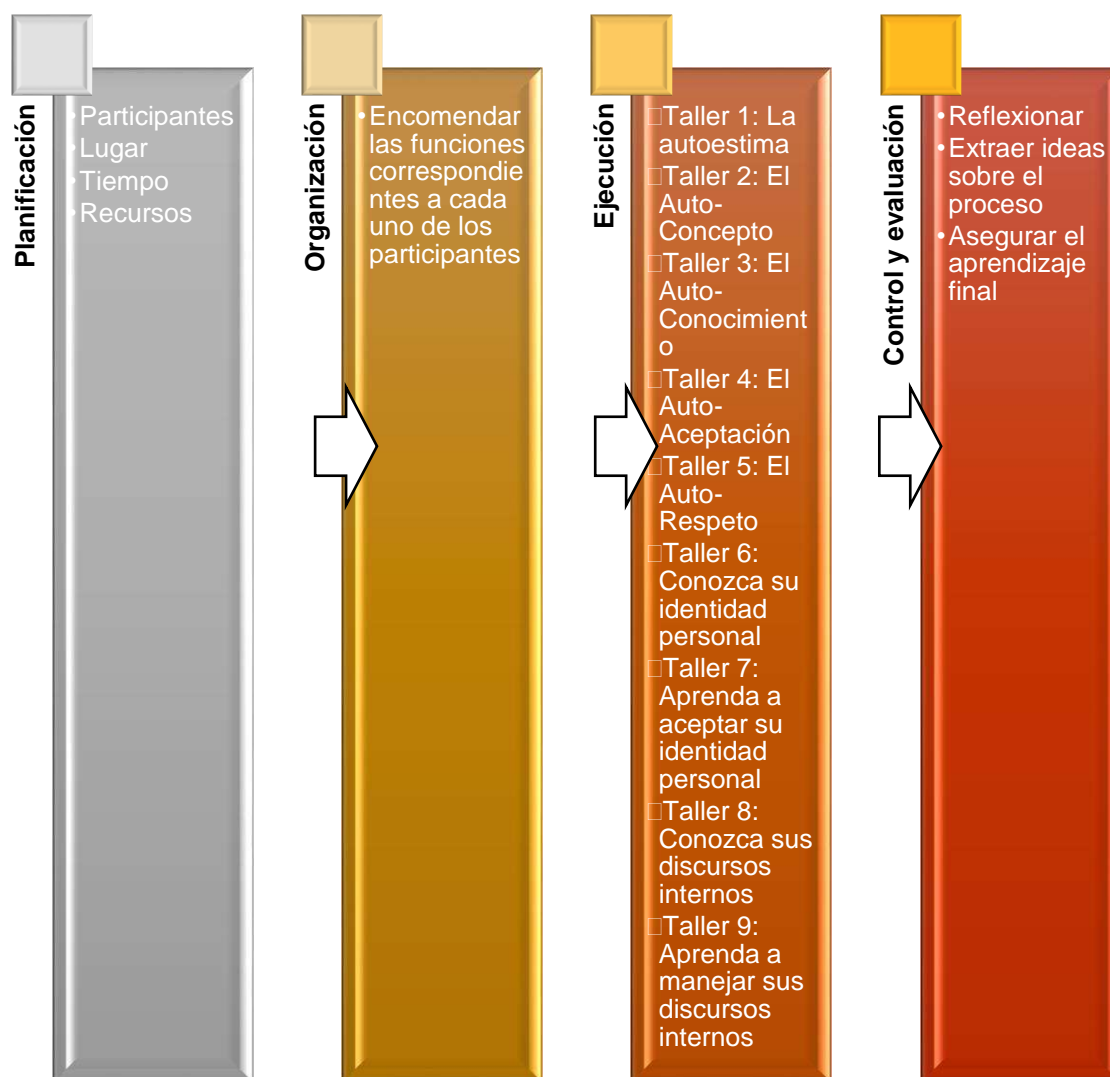 Planificación
• Participantes
• Lugar
• Tiempo
• Recursos
Organización
• Encomendar
las funciones
correspondie
ntes a cada
uno de los
participantes
Ejecución
□Taller 1: La
autoestima
□Taller 2: El
Auto-
Concepto
□Taller 3: El
Auto-
Conocimient
o
□Taller 4: El
Auto-
Aceptación
□Taller 5: El
Auto-
Respeto
□Taller 6:
Conozca su
identidad
personal
□Taller 7:
Aprenda a
aceptar su
identidad
personal
□Taller 8:
Conozca sus
discursos
internos
□Taller 9:
Aprenda a
manejar sus
discursos
internos
Control y evaluación
• Reflexionar
• Extraer ideas
sobre el
proceso
• Asegurar el
aprendizaje
final